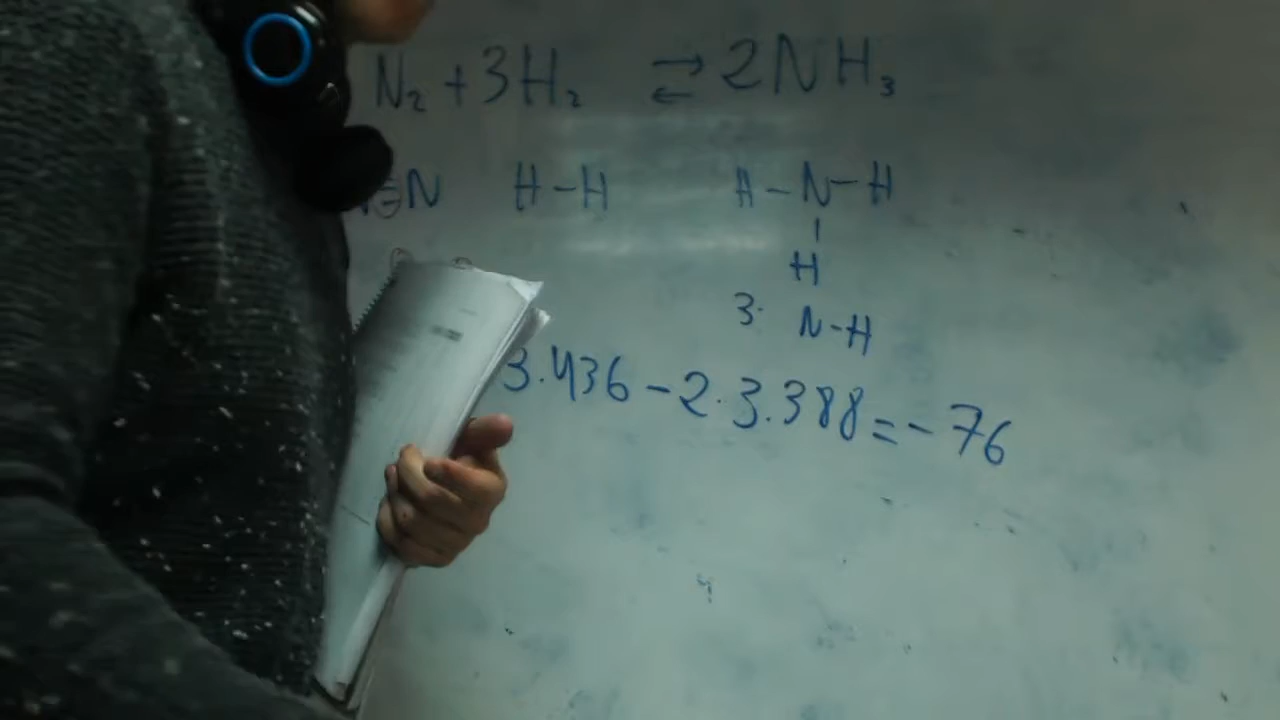 N₂ + 3H₂ ⇄ 2NH₃
≡N H-H H-N-H
|
H
3· N-H
3.436 - 2.3.388 = -76